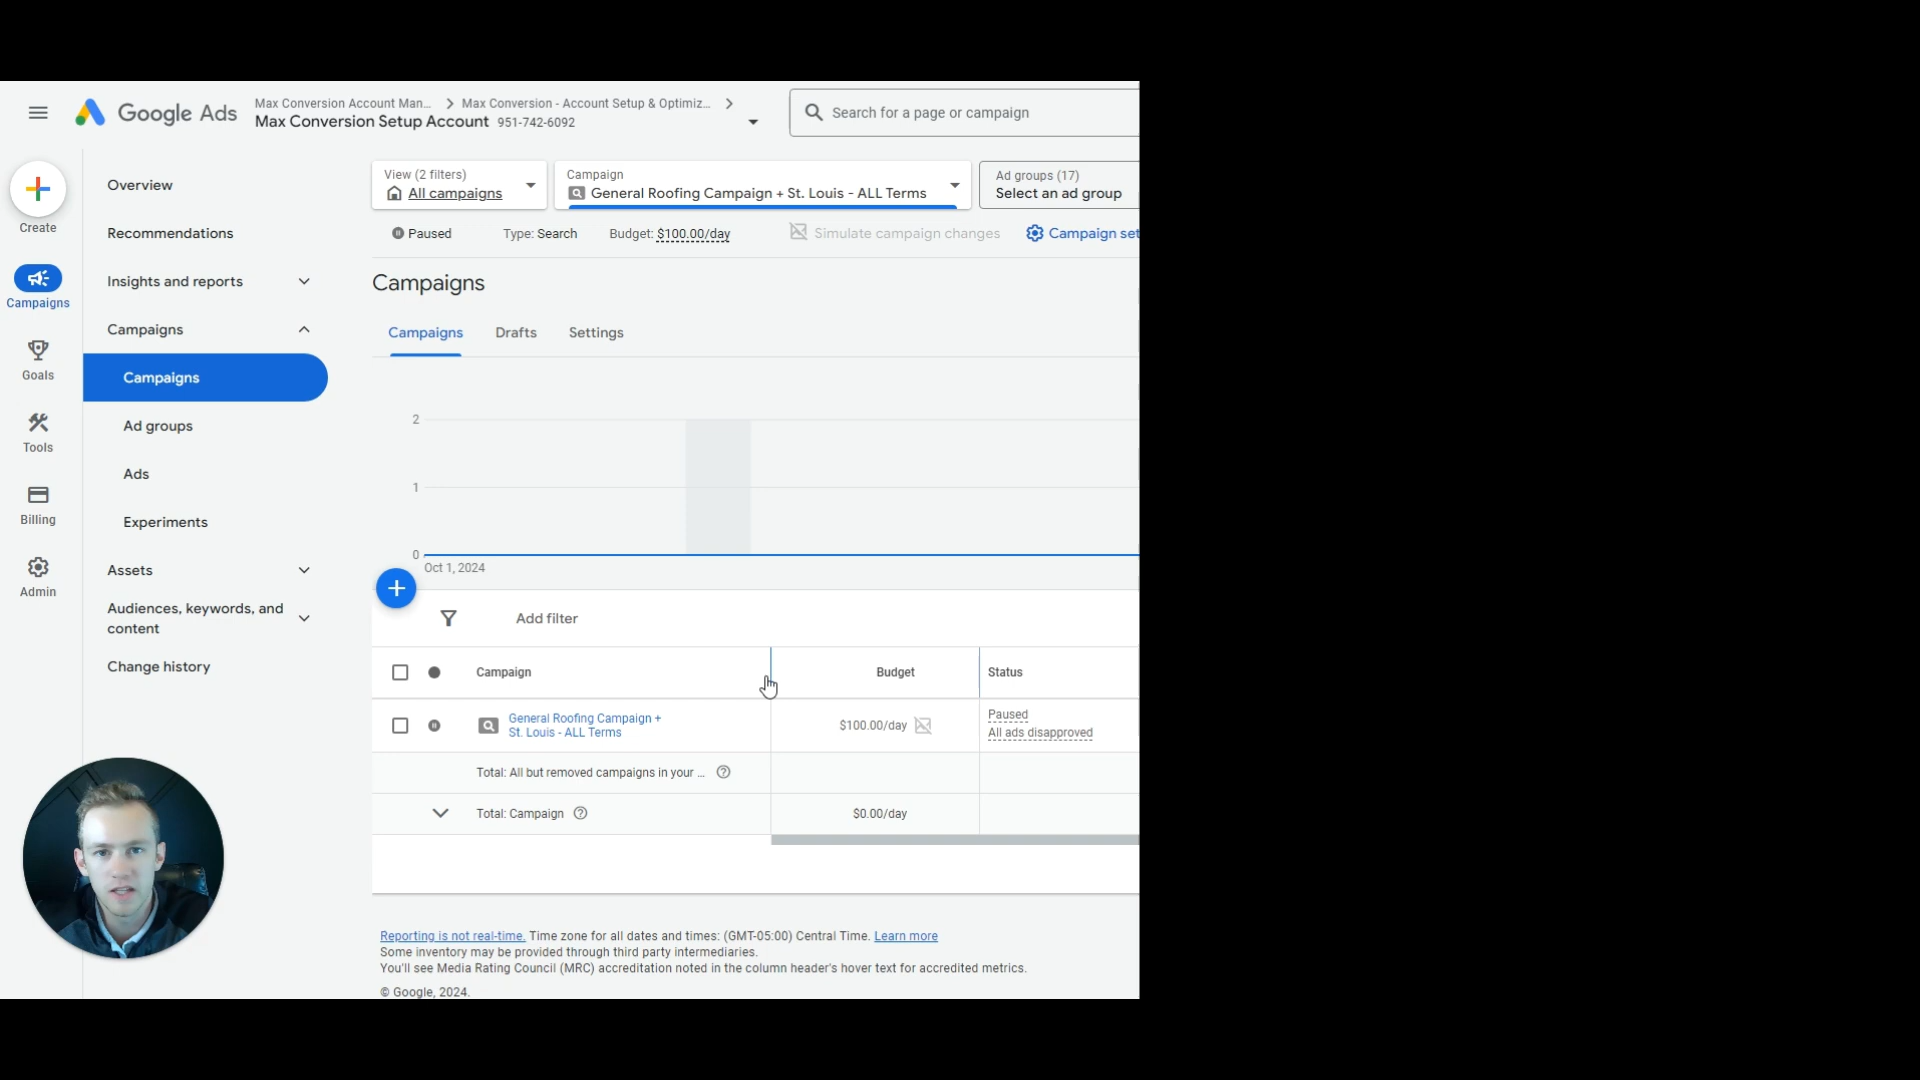 Google Ads
Max Conversion Account Man... > Max Conversion - Account Setup & Optimiz... >
Max Conversion Setup Account 951-742-6092
Search for a page or campaign
Create
Campaigns
Goals
Tools
Billing
Admin
Overview
Recommendations
Insights and reports
Campaigns
Campaigns
Ad groups
Ads
Experiments
Assets
Audiences, keywords, and
content
Change history
View (2 filters)
All campaigns
Campaign
General Roofing Campaign + St. Louis - ALL Terms
Ad groups (17)
Select an ad group
Paused
Type: Search
Budget: $100.00/day
Simulate campaign changes
Campaign set
Campaigns
Campaigns
Drafts
Settings
2
1
0
Oct 1, 2024
Add filter
Campaign
Budget
Status
General Roofing Campaign +
St. Louis - ALL Terms
$100.00/day
Paused
All ads disapproved
Total: All but removed campaigns in your ...
Total: Campaign
$0.00/day
Reporting is not real-time. Time zone for all dates and times: (GMT-05:00) Central Time. Learn more
Some inventory may be provided through third party intermediaries.
You'll see Media Rating Council (MRC) accreditation noted in the column header's hover text for accredited metrics.
© Google, 2024.